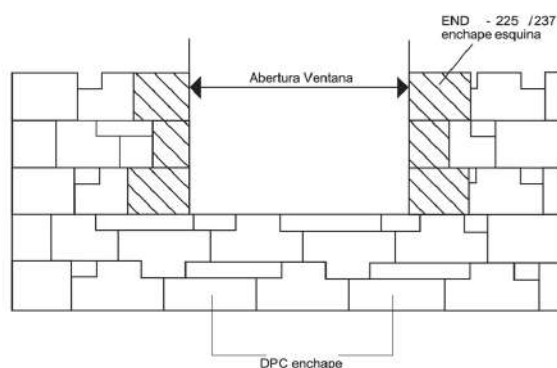 END - 225 /237
enchape esquina
Abertura Ventana
DPC enchape